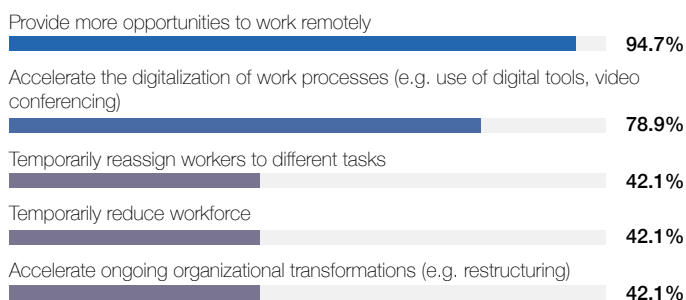 Provide more opportunities to work remotely
94.7%
Accelerate the digitalization of work processes (e.g. use of digital tools, video
conferencing)
78.9%
Temporarily reassign workers to different tasks
42.1%
Temporarily reduce workforce
42.1%
Accelerate ongoing organizational transformations (e.g. restructuring)
42.1%